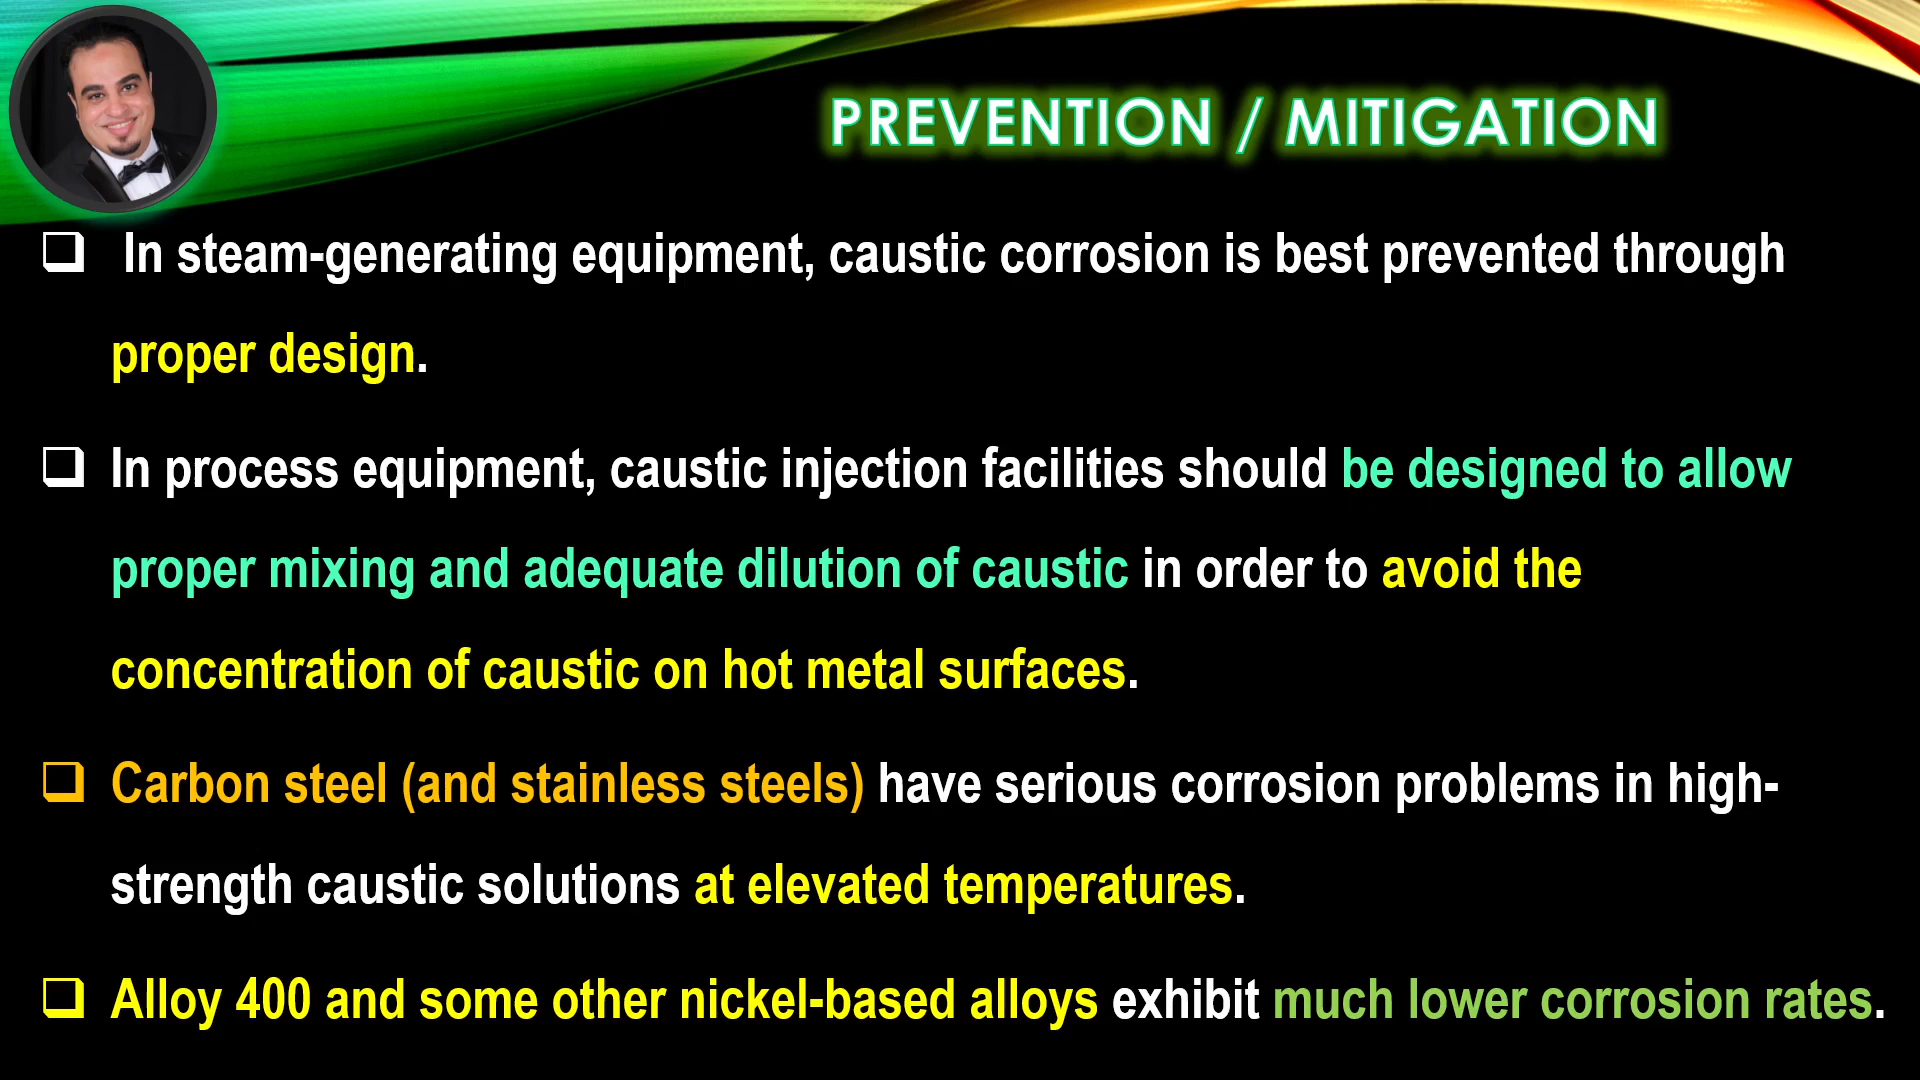 PREVENTION / MITIGATION
In steam-generating equipment, caustic corrosion is best prevented through
proper design.
In process equipment, caustic injection facilities should be designed to allow
proper mixing and adequate dilution of caustic in order to avoid the
concentration of caustic on hot metal surfaces.
Carbon steel (and stainless steels) have serious corrosion problems in high-
strength caustic solutions at elevated temperatures.
Alloy 400 and some other nickel-based alloys exhibit much lower corrosion rates.